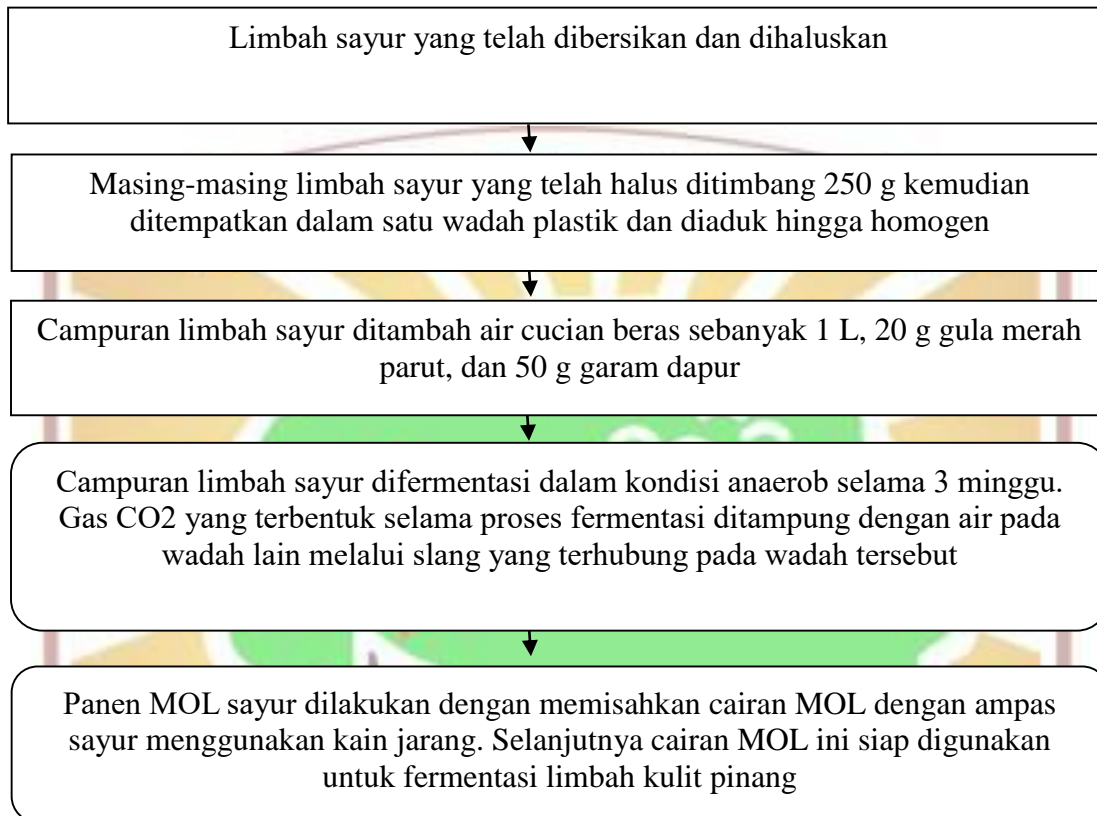 Limbah sayur yang telah dibersikan dan dihaluskan
Masing-masing limbah sayur yang telah halus ditimbang 250 g kemudian
ditempatkan dalam satu wadah plastik dan diaduk hingga homogen
Campuran limbah sayur ditambah air cucian beras sebanyak 1 L, 20 g gula merah
parut, dan 50 g garam dapur
Campuran limbah sayur difermentasi dalam kondisi anaerob selama 3 minggu.
Gas CO2 yang terbentuk selama proses fermentasi ditampung dengan air pada
wadah lain melalui slang yang terhubung pada wadah tersebut
Panen MOL sayur dilakukan dengan memisahkan cairan MOL dengan ampas
sayur menggunakan kain jarang. Selanjutnya cairan MOL ini siap digunakan
untuk fermentasi limbah kulit pinang